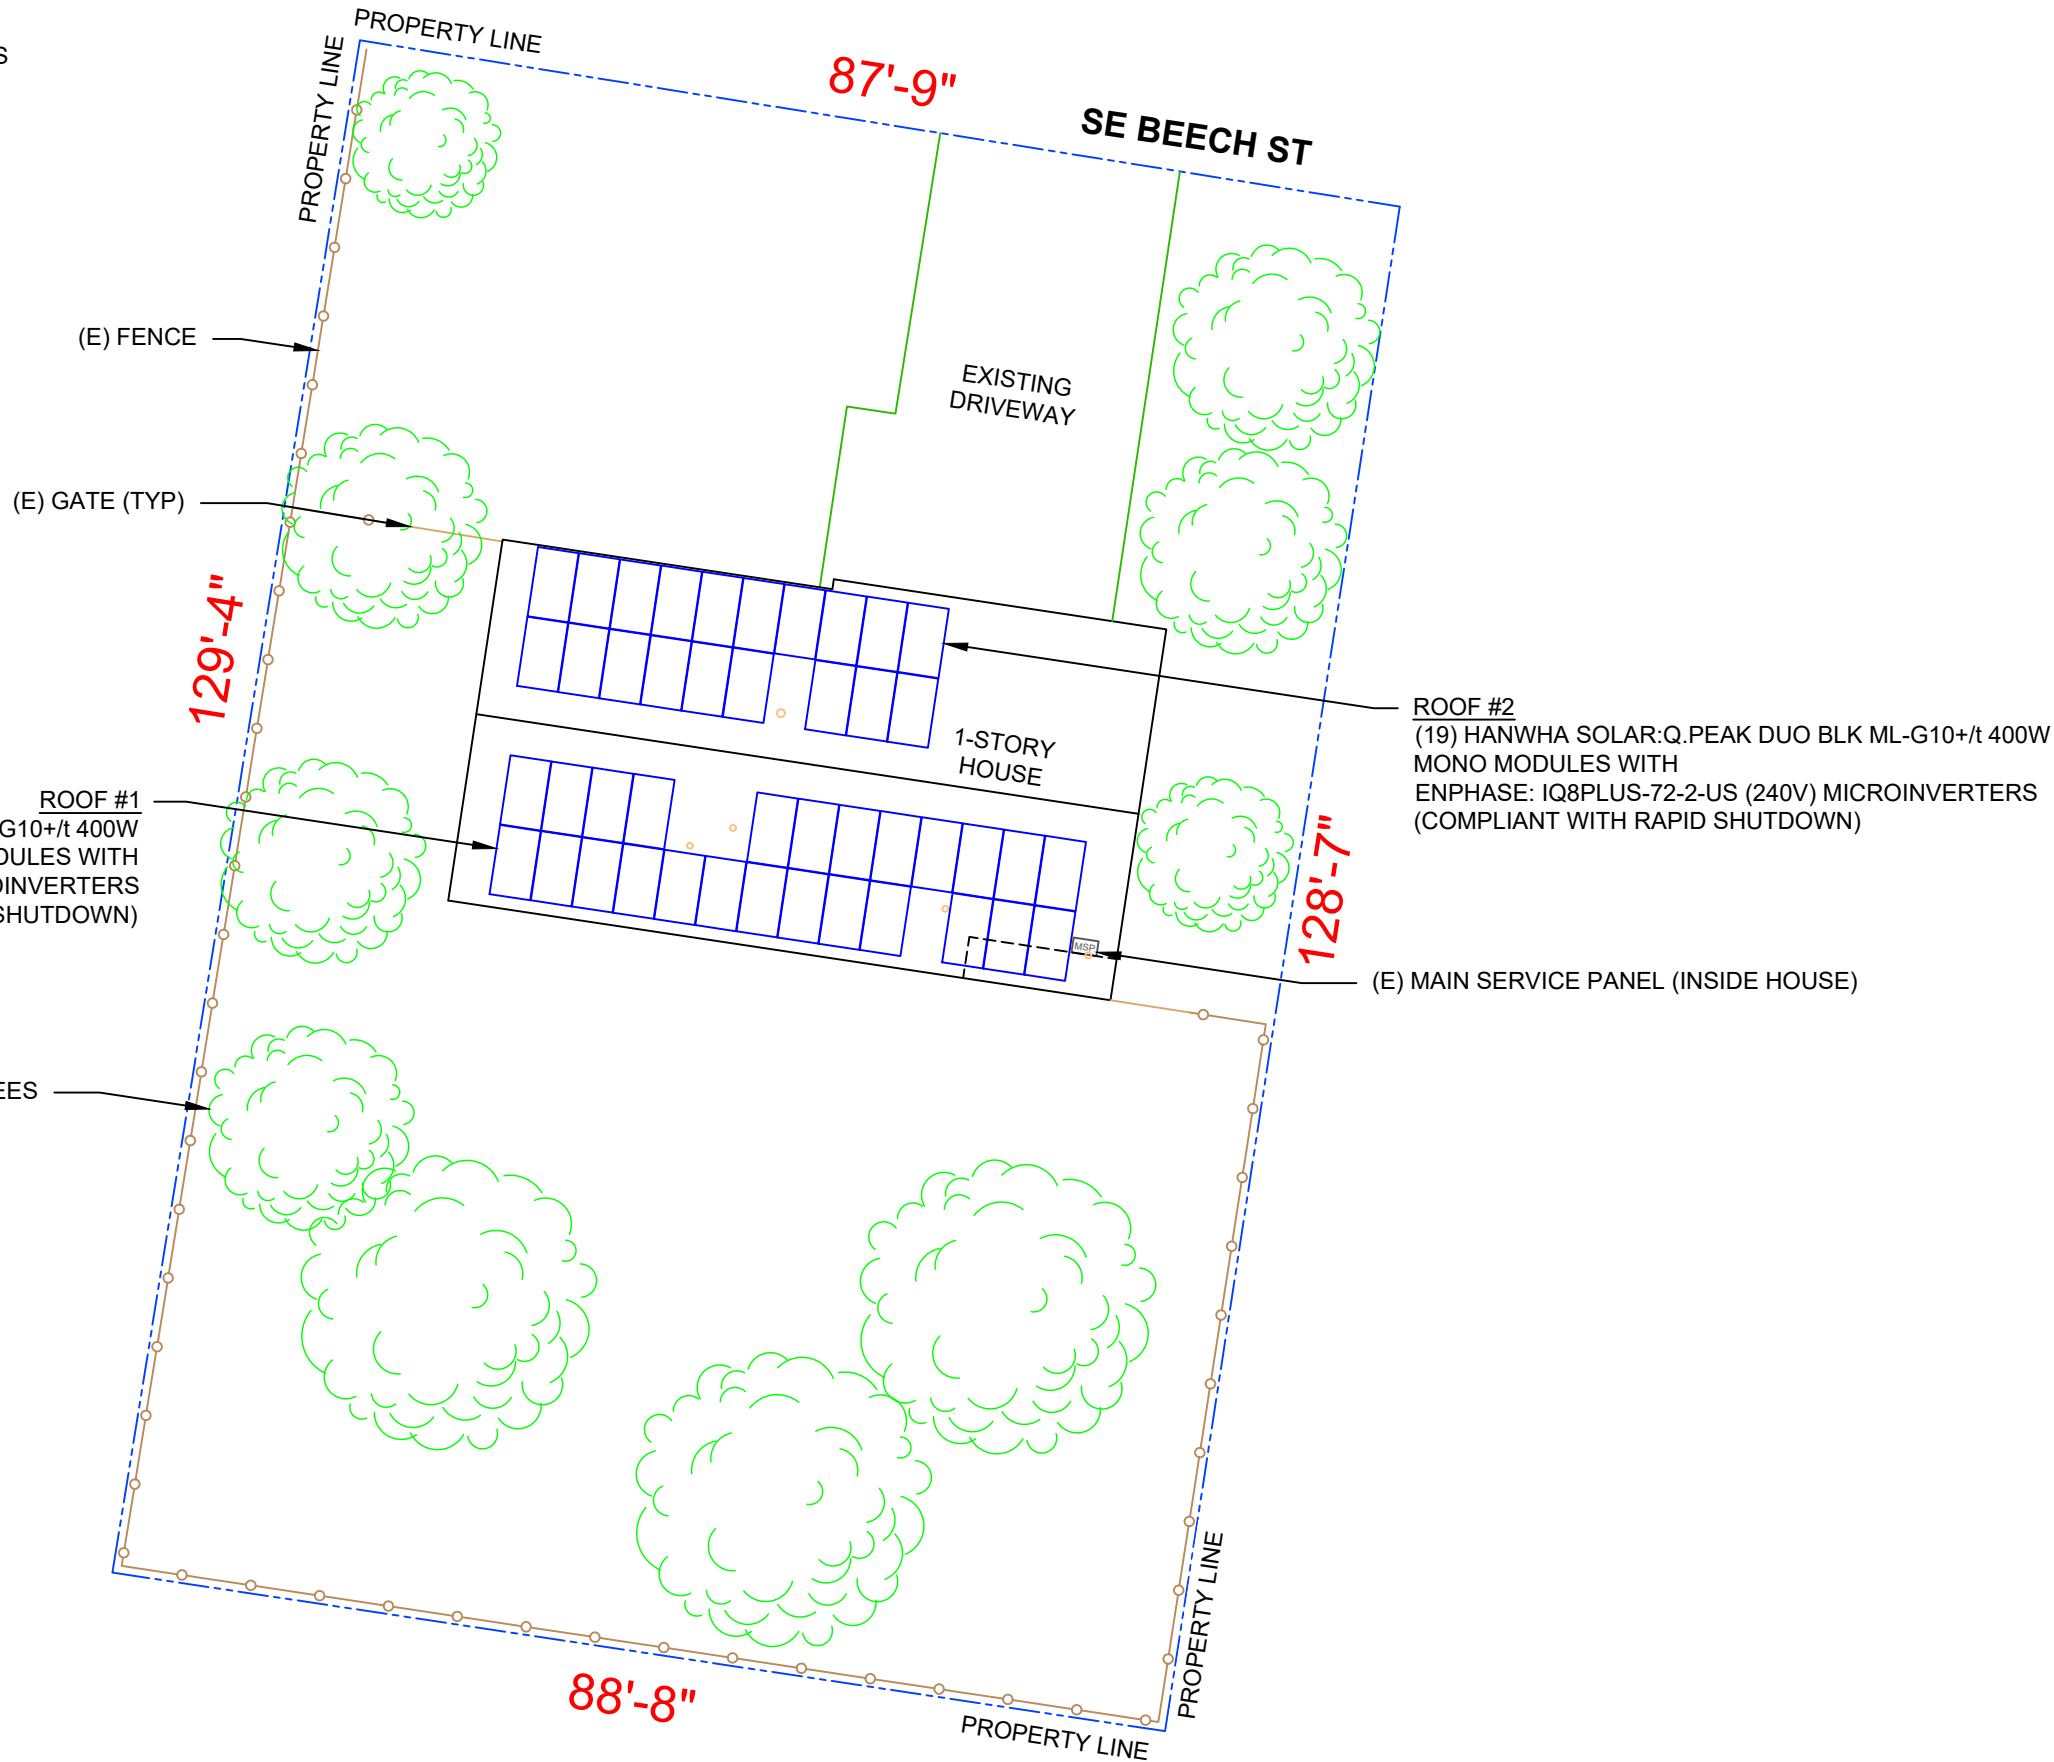 S
PROPERTY LINE
PROPERTY LINE
87'-9"
SE BEECH ST
(E) FENCE
EXISTING
DRIVEWAY
(E) GATE (TYP)
129'-4"
ROOF #2
(19) HANWHA SOLAR:Q.PEAK DUO BLK ML-G10+/t 400W
MONO MODULES WITH
ENPHASE: IQ8PLUS-72-2-US (240V) MICROINVERTERS
(COMPLIANT WITH RAPID SHUTDOWN)
1-STORY
HOUSE
ROOF #1
G10+/t 400W
DULES WITH
OINVERTERS
SHUTDOWN)
128'-7"
MSP
(E) MAIN SERVICE PANEL (INSIDE HOUSE)
EES
PROPERTY LINE
88'-8"
PROPERTY LINE